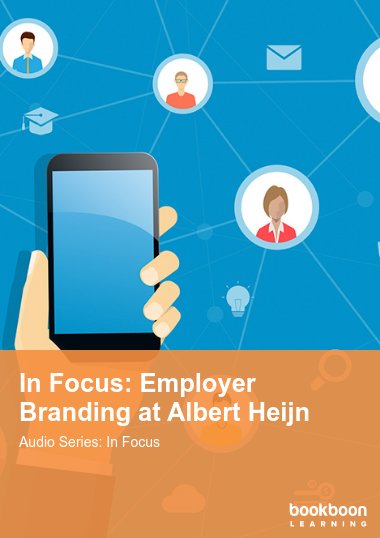 In Focus: Employer
Branding at Albert Heijn
Audio Series: In Focus
bookboon
LEARNING